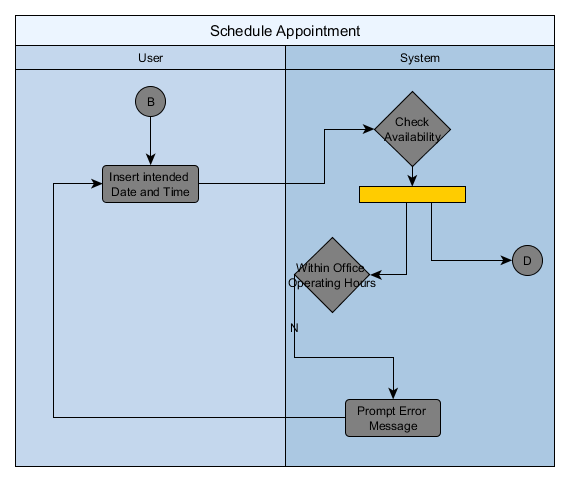 Schedule Appointment
User
System
B
Check
Availability
Insert intended
Date and Time
Within Office
Operating Hours
D
N
Prompt Error
Message